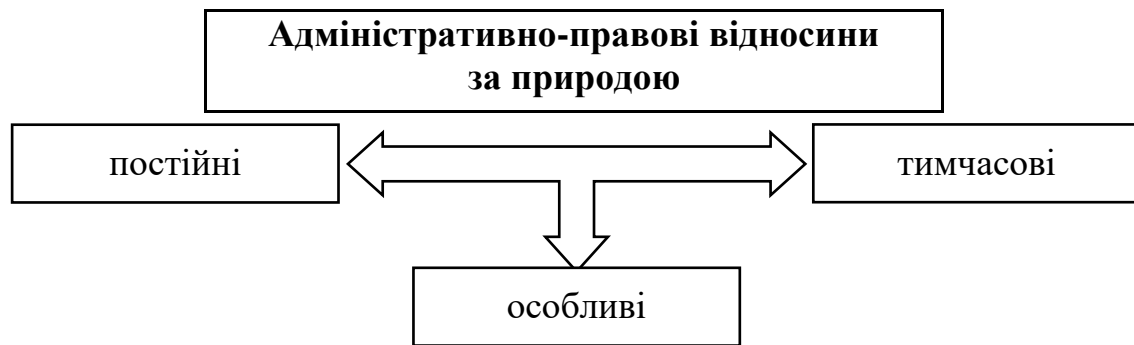 Адміністративно-правові відносини
за природою
постійні
тимчасові
особливі